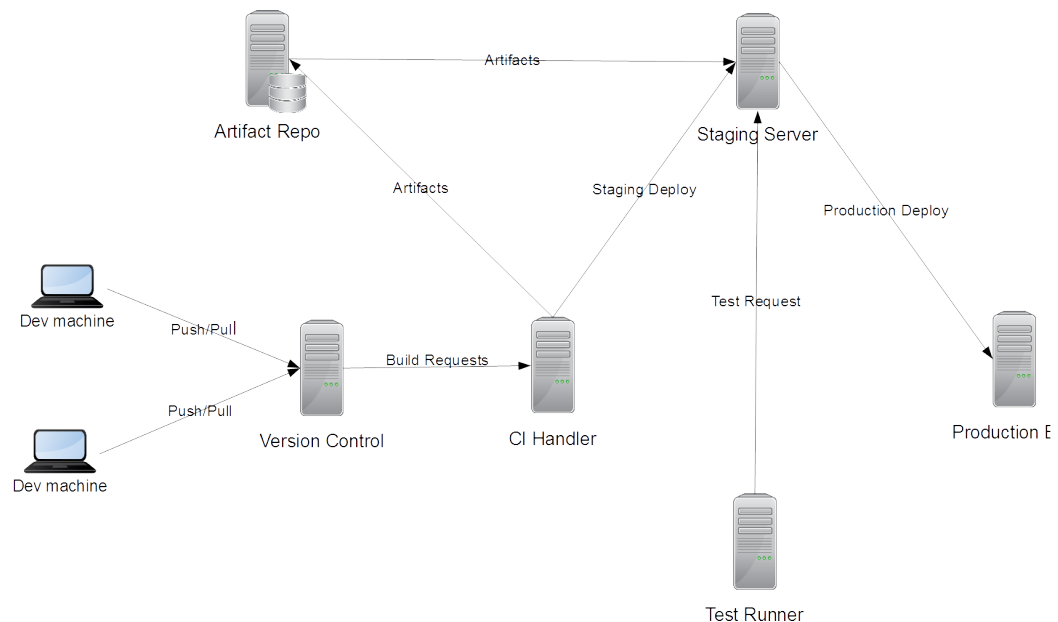 Artifacts
Artifact Repo
Staging Server
Artifacts
Staging Deploy
Production Deploy
Test Request
Dev machine
Push/Pull
Build Requests
Push/Pull
Production
Version Control
CI Handler
Dev machine
Test Runner